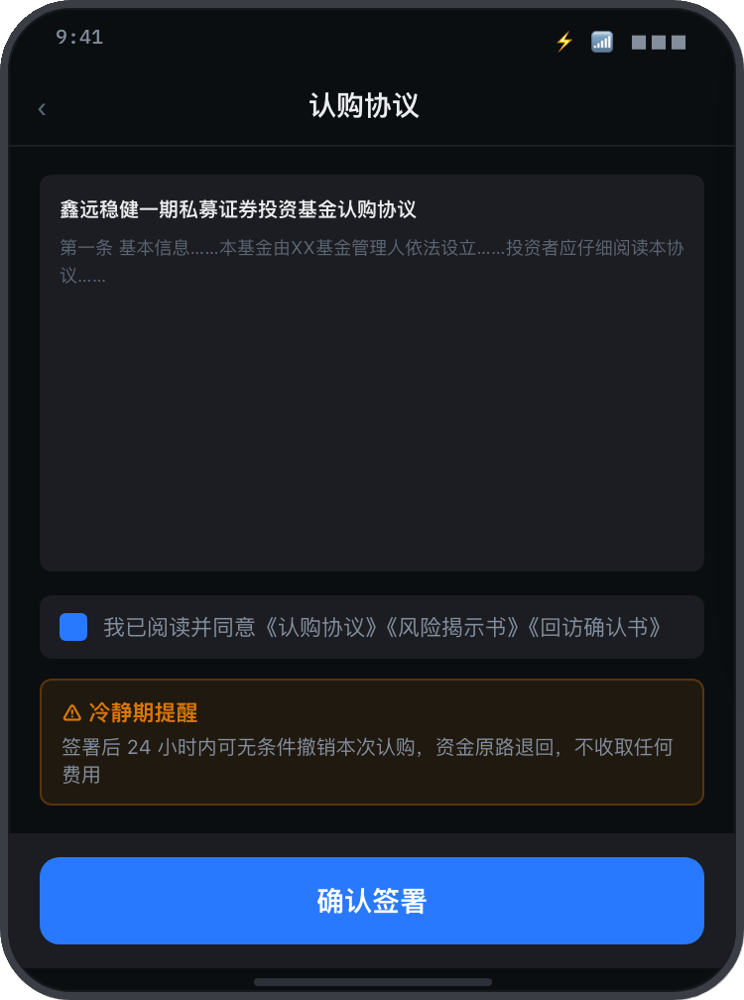 9:41
认购协议
鑫远稳健一期私募证券投资基金认购协议
第一条 基本信息……本基金由XX基金管理人依法设立……投资者应仔细阅读本协
议……
我已阅读并同意《认购协议》《风险揭示书》《回访确认书》
冷静期提醒
签署后 24 小时内可无条件撤销本次认购，资金原路退回，不收取任何
费用
确认签署